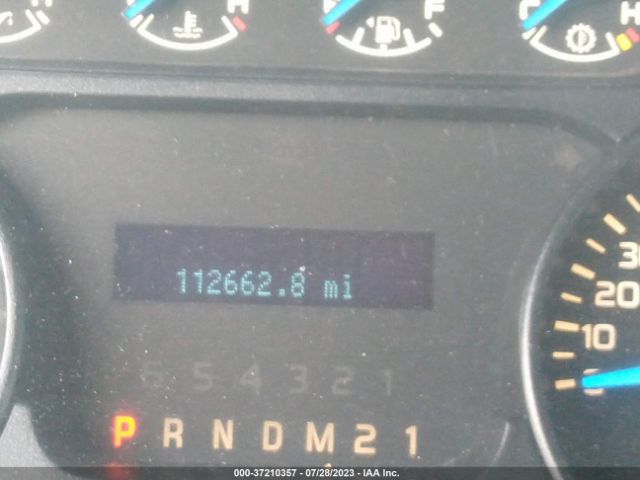 H F C H
112662.8 mi
30
20
10
6 5 4 3 2 1
P R N D M 2 1
000-37210357 - 07/28/2023 - IAA Inc.